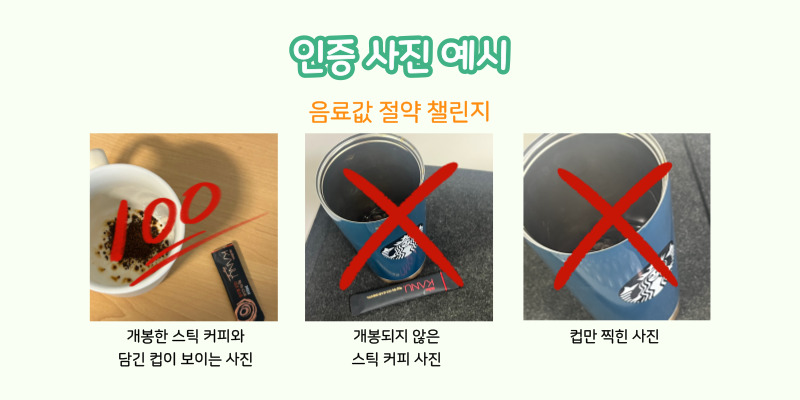 인증 사진 예시
음료값 절약 챌린지
100
KANU
KANU
개봉한 스틱 커피와
담긴 컵이 보이는 사진
개봉되지 않은
스틱 커피 사진
컵만 찍힌 사진